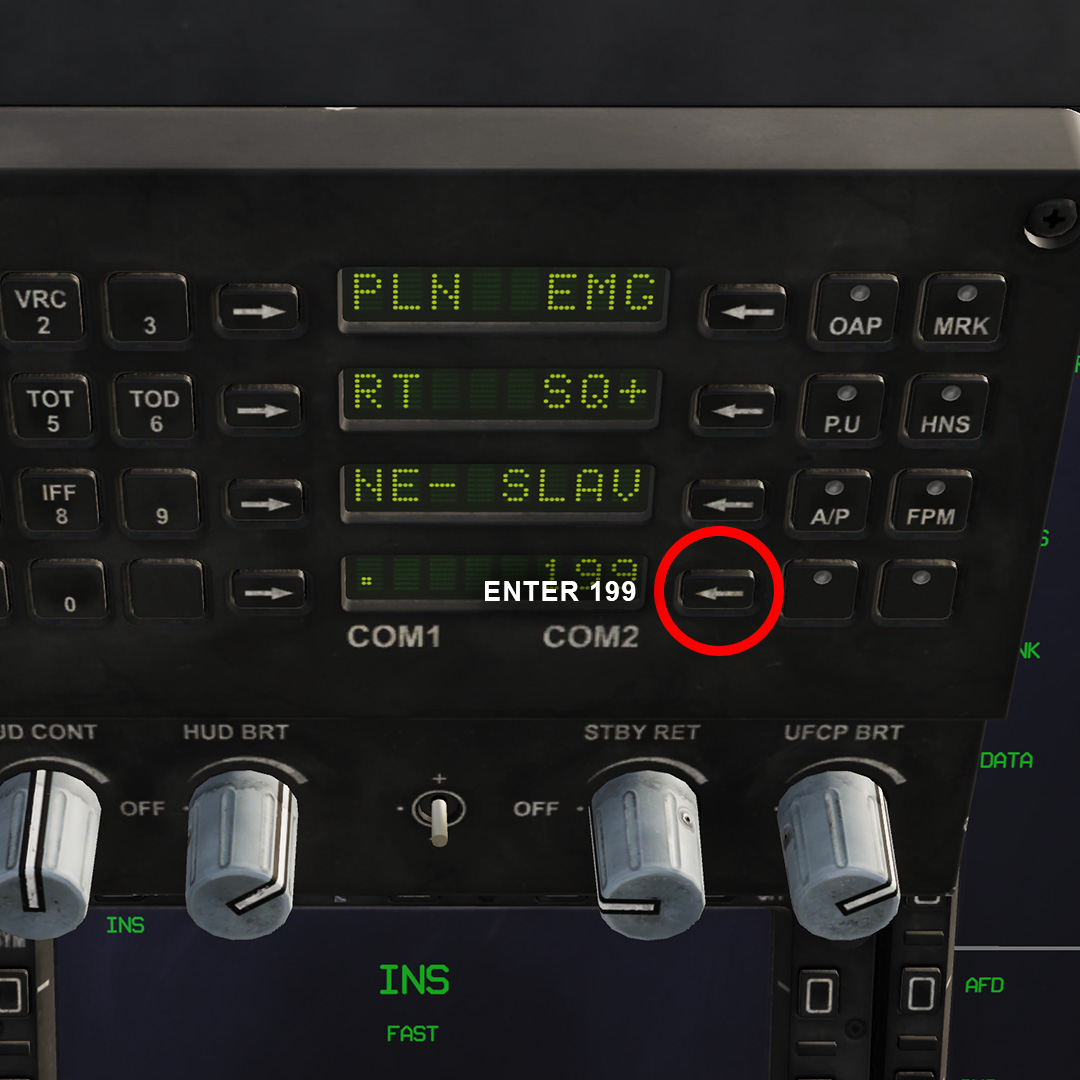 PLN EMG
VRC
2
3
OAP
MRK
RT SQ+
TOT
5
TOD
6
P.U
HNS
NE- SLAV
IFF
8
9
A/P
FPM
. 199
ENTER 199
0
COM1 COM2
NK
HUD BRT
STBY RET
UFCP BRT
CONT
DATA
+
OFF
OFF
INS
INS
AFD
FAST